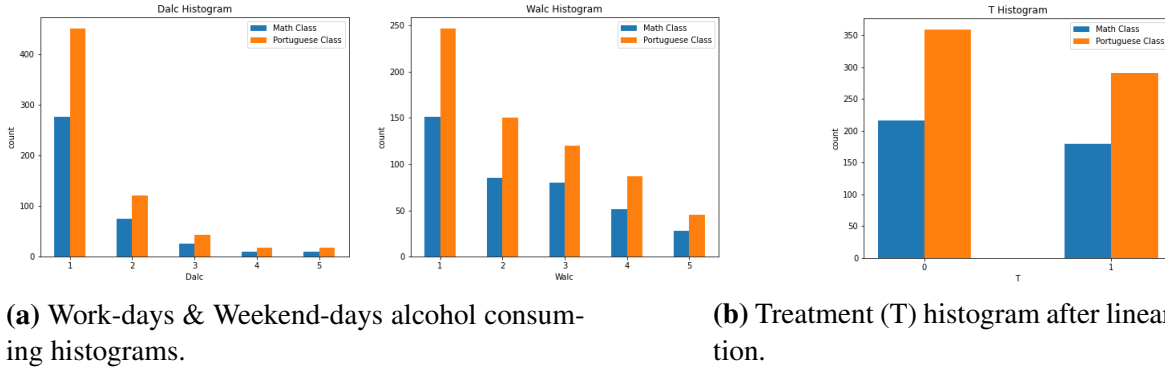 Dalc Histogram
Math Class
Portuguese Class
400
300
200
100
0
count
1 2 3 4 5
Dalc
Walc Histogram
Math Class
Portuguese Class
250
200
150
100
50
0
count
1 2 3 4 5
Walc
T Histogram
Math Class
Portuguese Class
350
300
250
200
150
100
50
0
count
0 1
T
(a) Work-days & Weekend-days alcohol consum-
ing histograms.
(b) Treatment (T) histogram after linear
tion.